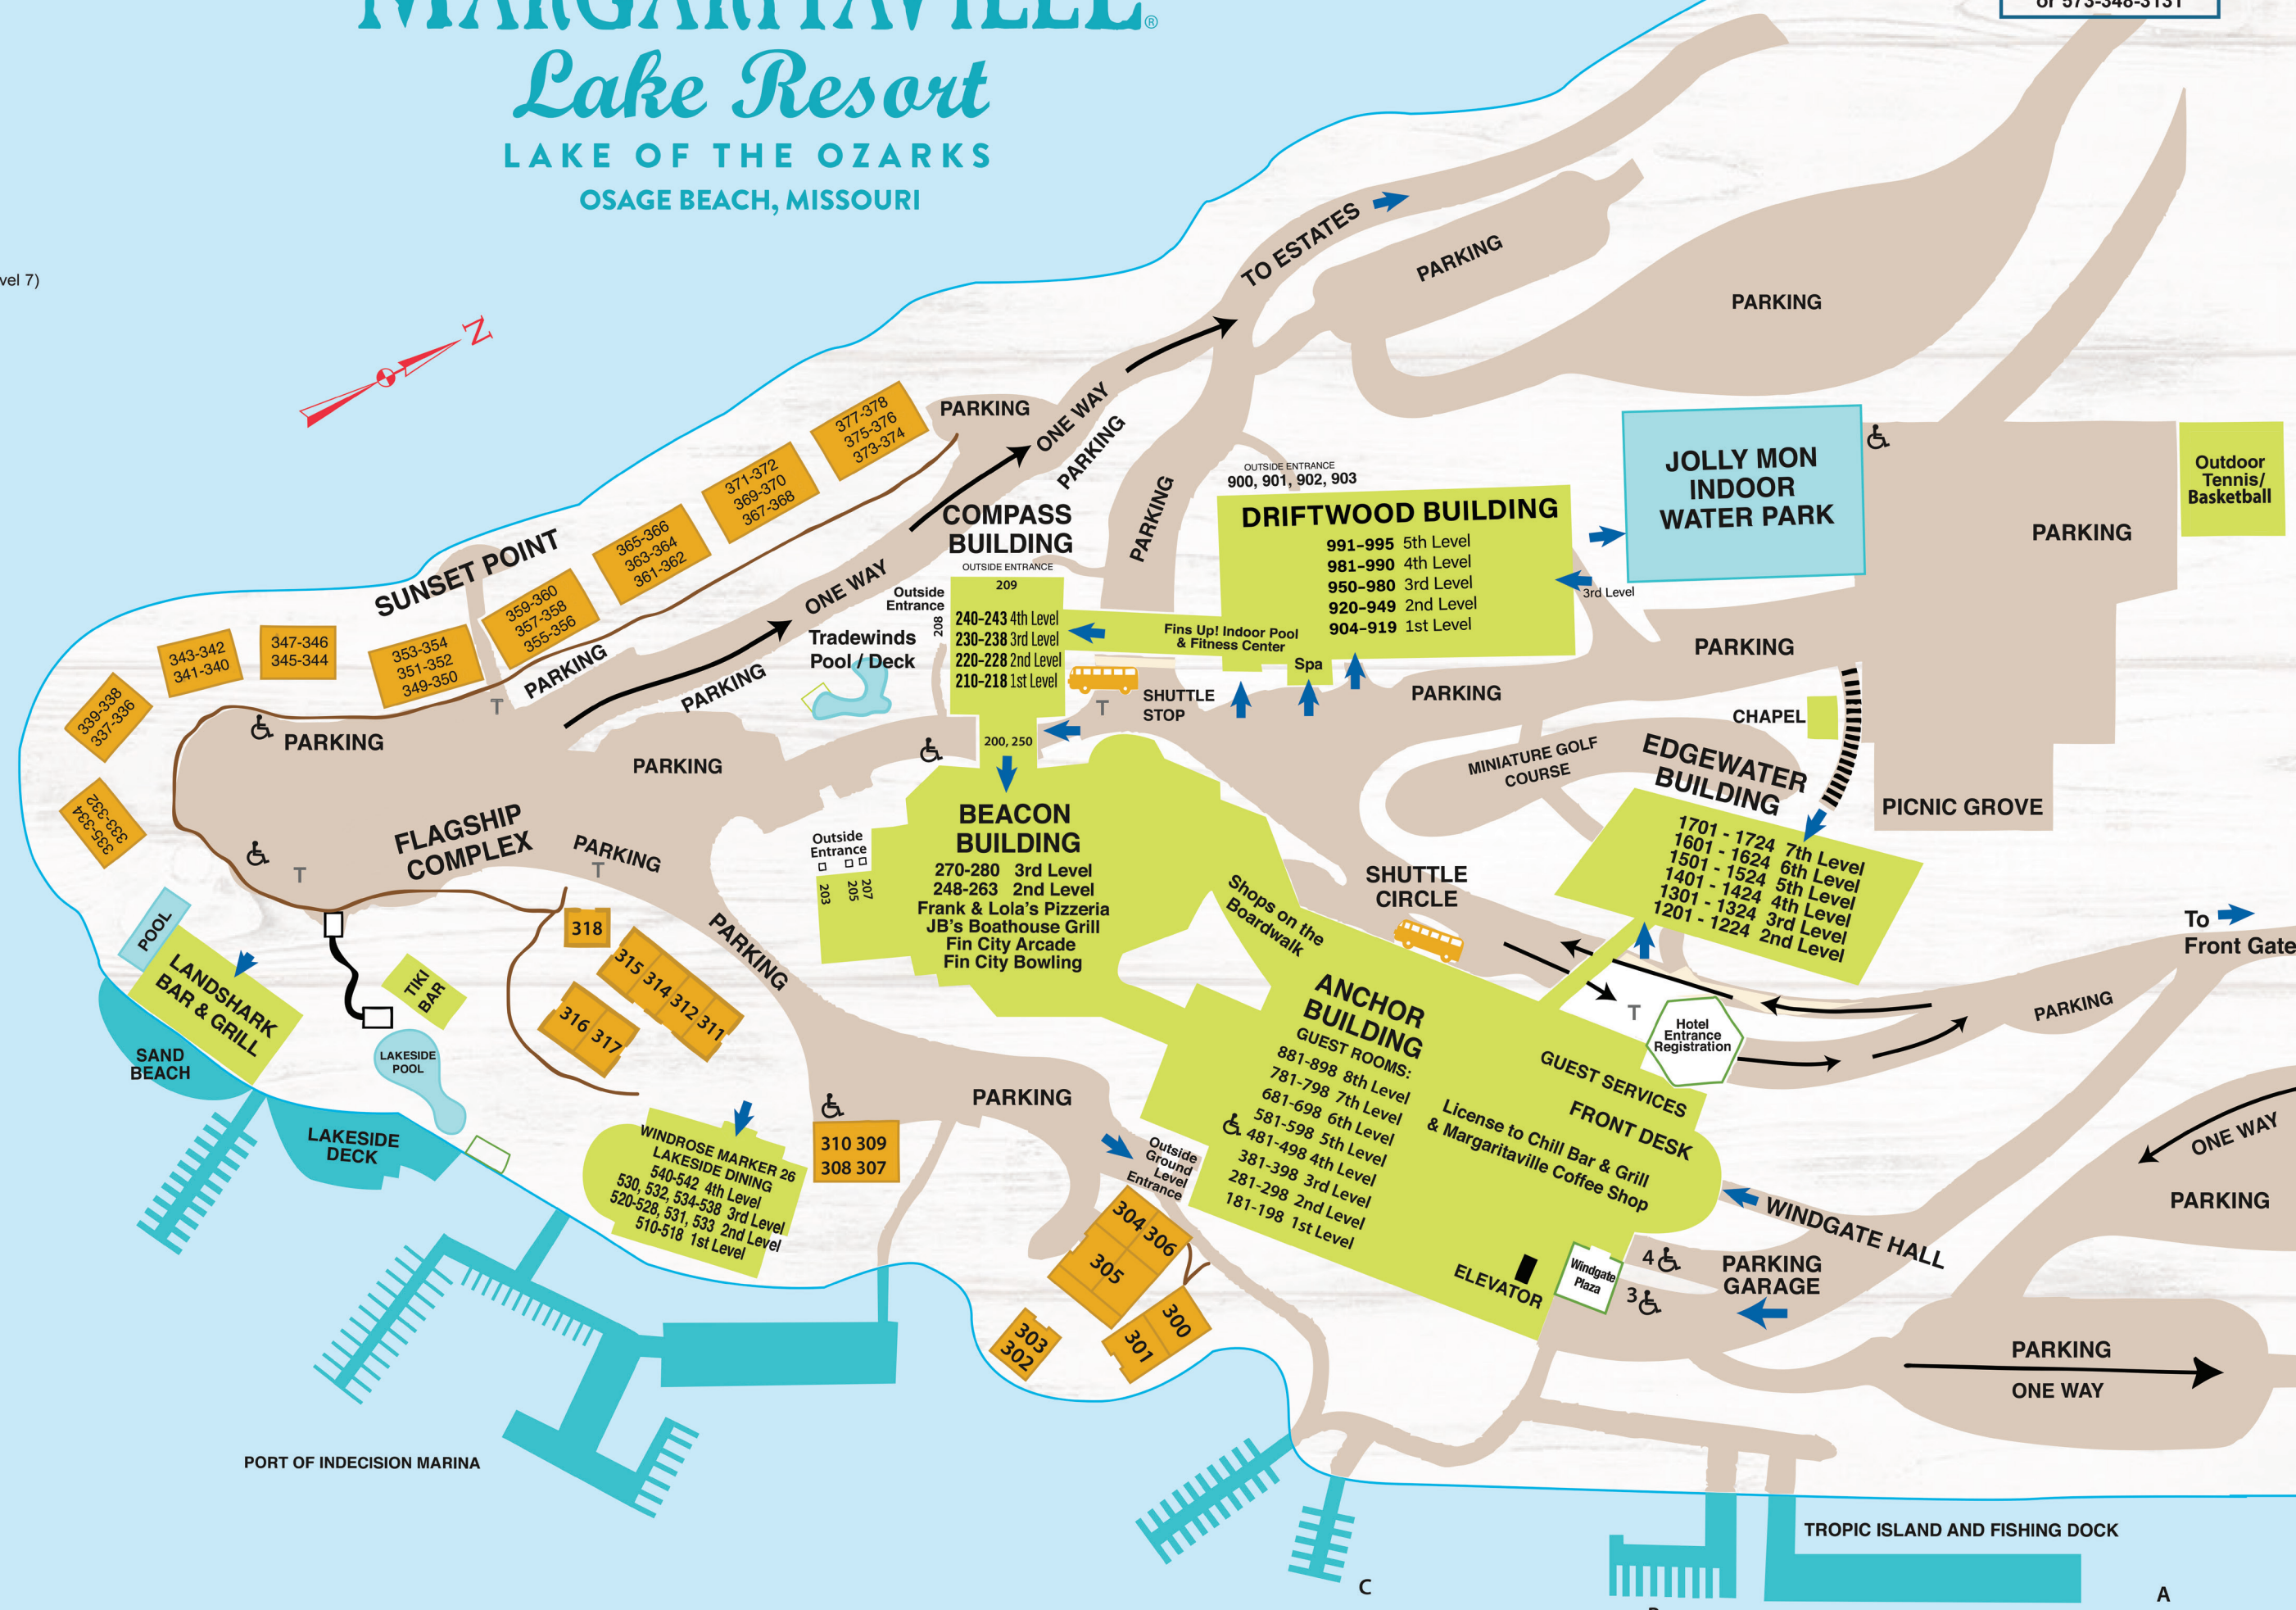 MARGARITAVILLE®
Lake Resort
LAKE OF THE OZARKS
OSAGE BEACH, MISSOURI
or 573-348-3131
vel 7)
N
TO ESTATES
PARKING
PARKING
377-378
375-376
373-374
PARKING
ONE WAY
PARKING
371-372
369-370
367-368
365-366
363-364
361-362
SUNSET POINT
359-360
357-358
355-356
353-354
351-352
349-350
347-346
345-344
343-342
341-340
339-338
337-336
335-334
333-332
ONE WAY
PARKING
PARKING
T
PARKING
PARKING
COMPASS
BUILDING
OUTSIDE ENTRANCE
209
Outside
Entrance
208
240-243 4th Level
230-238 3rd Level
220-228 2nd Level
210-218 1st Level
200, 250
Tradewinds
Pool / Deck
PARKING
OUTSIDE ENTRANCE
900, 901, 902, 903
DRIFTWOOD BUILDING
991-995 5th Level
981-990 4th Level
950-980 3rd Level
920-949 2nd Level
904-919 1st Level
Fins Up! Indoor Pool
& Fitness Center
Spa
3rd Level
SHUTTLE
STOP
T
JOLLY MON
INDOOR
WATER PARK
PARKING
Outdoor
Tennis/
Basketball
PARKING
PARKING
CHAPEL
MINIATURE GOLF
COURSE
PICNIC GROVE
EDGEWATER
BUILDING
1701 - 1724 7th Level
1601 - 1624 6th Level
1501 - 1524 5th Level
1401 - 1424 4th Level
1301 - 1324 3rd Level
1201 - 1224 2nd Level
FLAGSHIP
COMPLEX
T
PARKING
T
PARKING
Outside
Entrance
203
205
207
BEACON
BUILDING
270-280 3rd Level
248-263 2nd Level
Frank & Lola's Pizzeria
JB's Boathouse Grill
Fin City Arcade
Fin City Bowling
Shops on the
Boardwalk
SHUTTLE
CIRCLE
To
Front Gate
PARKING
T
Hotel
Entrance
Registration
ANCHOR
BUILDING
GUEST ROOMS:
881-898 8th Level
781-798 7th Level
681-698 6th Level
581-598 5th Level
481-498 4th Level
381-398 3rd Level
281-298 2nd Level
181-198 1st Level
GUEST SERVICES
FRONT DESK
License to Chill Bar & Grill
& Margaritaville Coffee Shop
ELEVATOR
Windgate
Plaza
WINDGATE HALL
4
3
PARKING
GARAGE
ONE WAY
PARKING
PARKING
ONE WAY
POOL
LANDSHARK
BAR & GRILL
TIKI
BAR
SAND
BEACH
LAKESIDE
POOL
LAKESIDE
DECK
318
315
314
312
311
316
317
WINDROSE MARKER 26
LAKESIDE DINING
540-542 4th Level
530, 532, 534-538 3rd Level
520-528, 531, 533 2nd Level
510-518 1st Level
310 309
308 307
PARKING
Outside
Ground
Level
Entrance
304
306
305
300
301
303
302
PORT OF INDECISION MARINA
C
TROPIC ISLAND AND FISHING DOCK
A